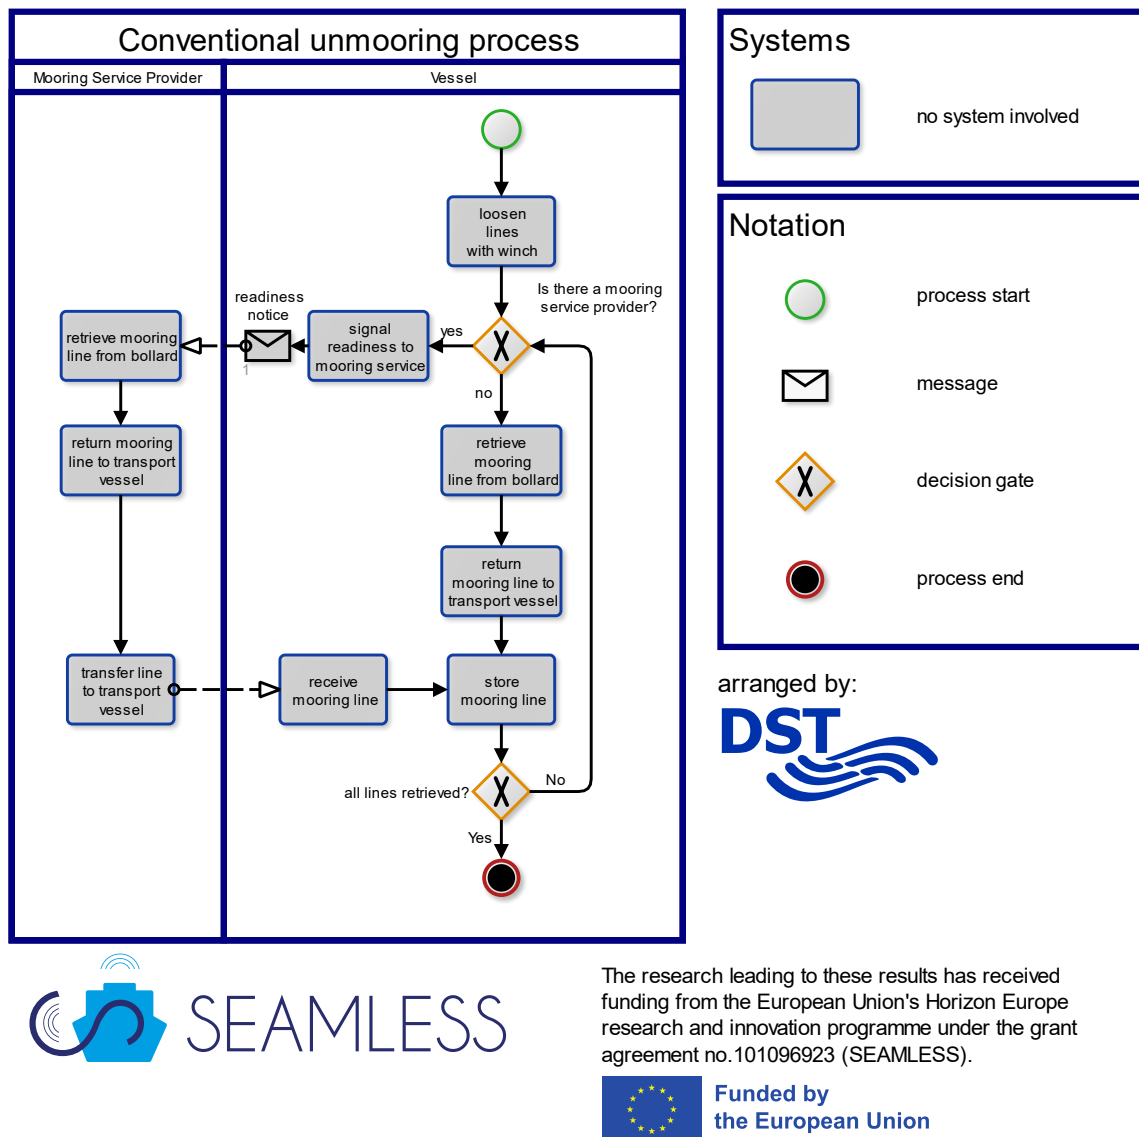 Conventional unmooring process
Mooring Service Provider
Vessel
loosen
lines
with winch
Is there a mooring
service provider?
readiness
notice
1
yes
no
signal
readiness to
mooring service
retrieve mooring
line from bollard
return mooring
line to transport
vessel
retrieve
mooring
line from bollard
return
mooring line to
transport vessel
transfer line
to transport
vessel
receive
mooring line
store
mooring line
all lines retrieved?
No
Yes
Systems
no system involved
Notation
process start
message
X
decision gate
process end
arranged by:
DST
SEAMLESS
The research leading to these results has received
funding from the European Union's Horizon Europe
research and innovation programme under the grant
agreement no.101096923 (SEAMLESS).
Funded by
the European Union